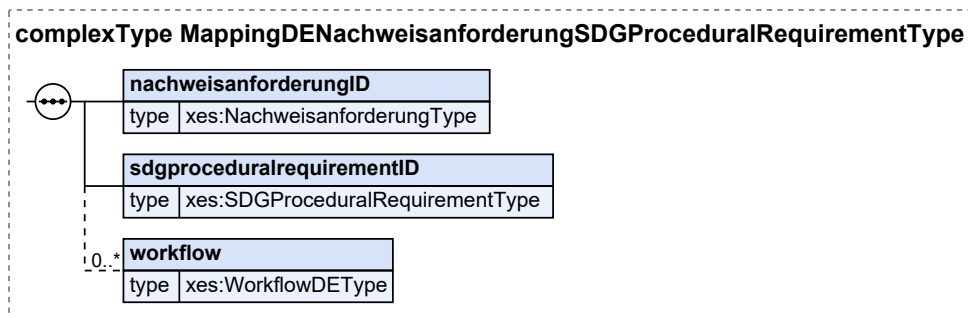 complexType MappingDENachweisanforderungSDGProceduralRequirementType
nachweisanforderungID
type xes:NachweisanforderungType
sdgproceduralrequirementID
type xes:SDGProceduralRequirementType
0..* workflow
type xes:WorkflowDEType